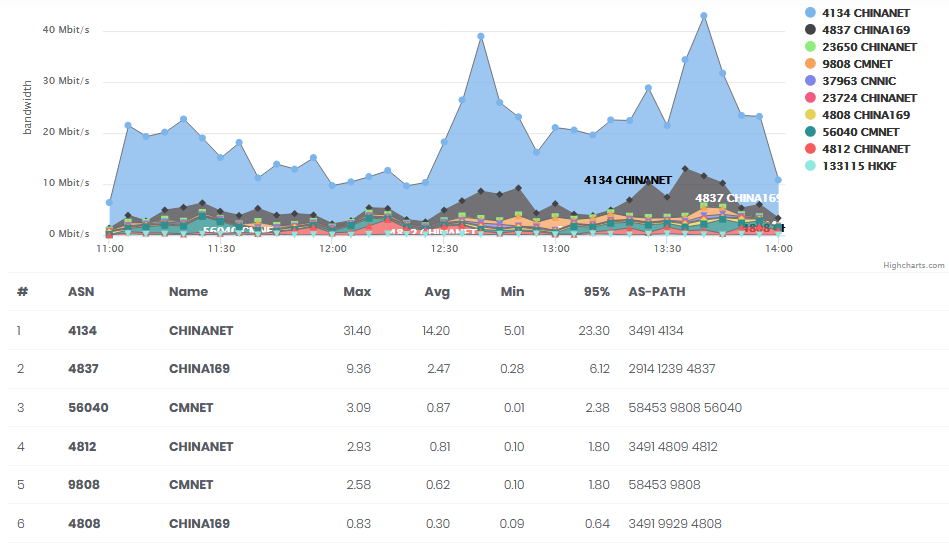 40 Mbit/s
30 Mbit/s
20 Mbit/s
10 Mbit/s
0 Mbit/s
bandwidth
4134 CHINANET
4837 CHINA169
11:00 11:30 12:00 12:30 13:00 13:30 14:00
4134 CHINANET
4837 CHINA169
23650 CHINANET
9808 CMNET
37963 CNNIC
23724 CHINANET
4808 CHINA169
56040 CMNET
4812 CHINANET
133115 HKKF
Highcharts.com
# ASN Name Max Avg Min 95% AS-PATH
1 4134 CHINANET 31.40 14.20 5.01 23.30 3491 4134
2 4837 CHINA169 9.36 2.47 0.28 6.12 2914 1239 4837
3 56040 CMNET 3.09 0.87 0.01 2.38 58453 9808 56040
4 4812 CHINANET 2.93 0.81 0.10 1.80 3491 4809 4812
5 9808 CMNET 2.58 0.62 0.10 1.80 58453 9808
6 4808 CHINA169 0.83 0.30 0.09 0.64 3491 9929 4808